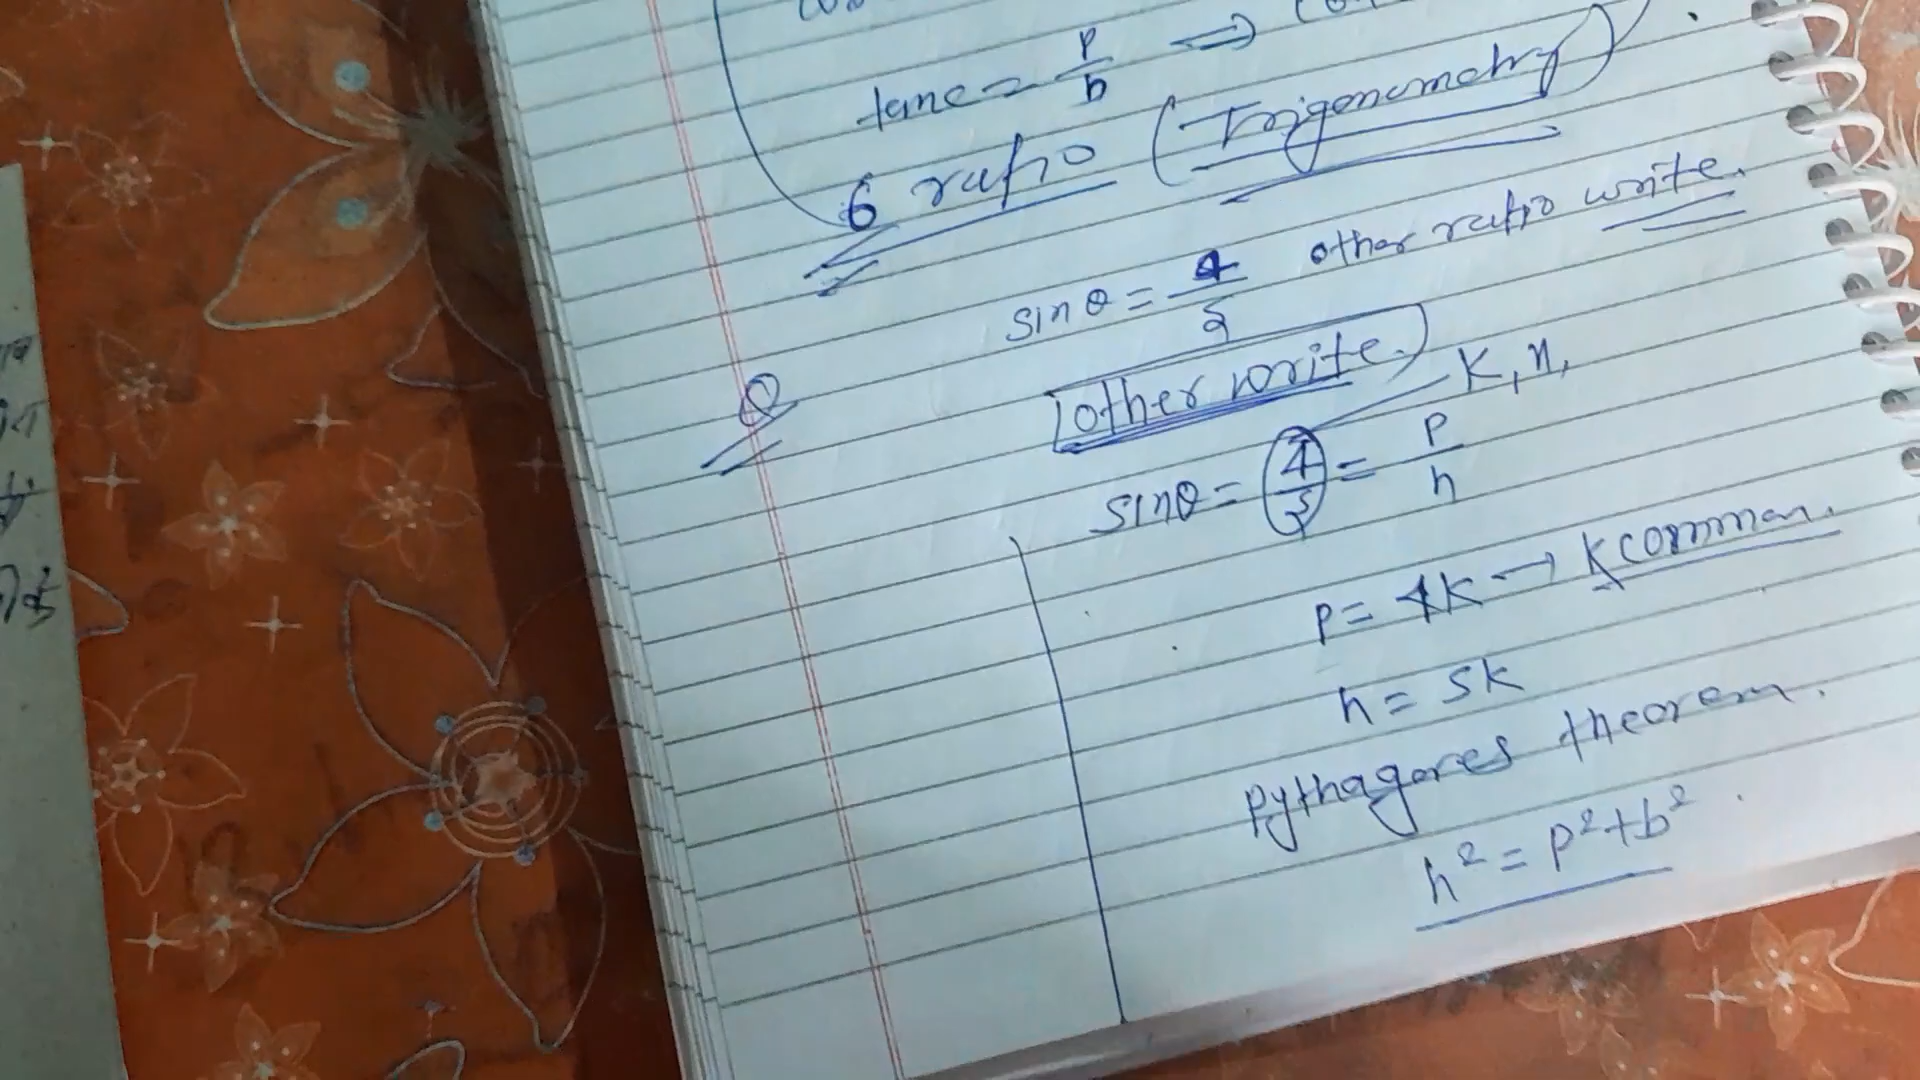 tanθ = p/b ⇒
6 ratio (Trigonometry)
sinθ = 4/5 other ratio write.
Q
other write.
K, x,
sinθ = 4/5 = p/h
p = 4k → k common.
h = 5k
Pythagores theorem.
h² = p² + b²